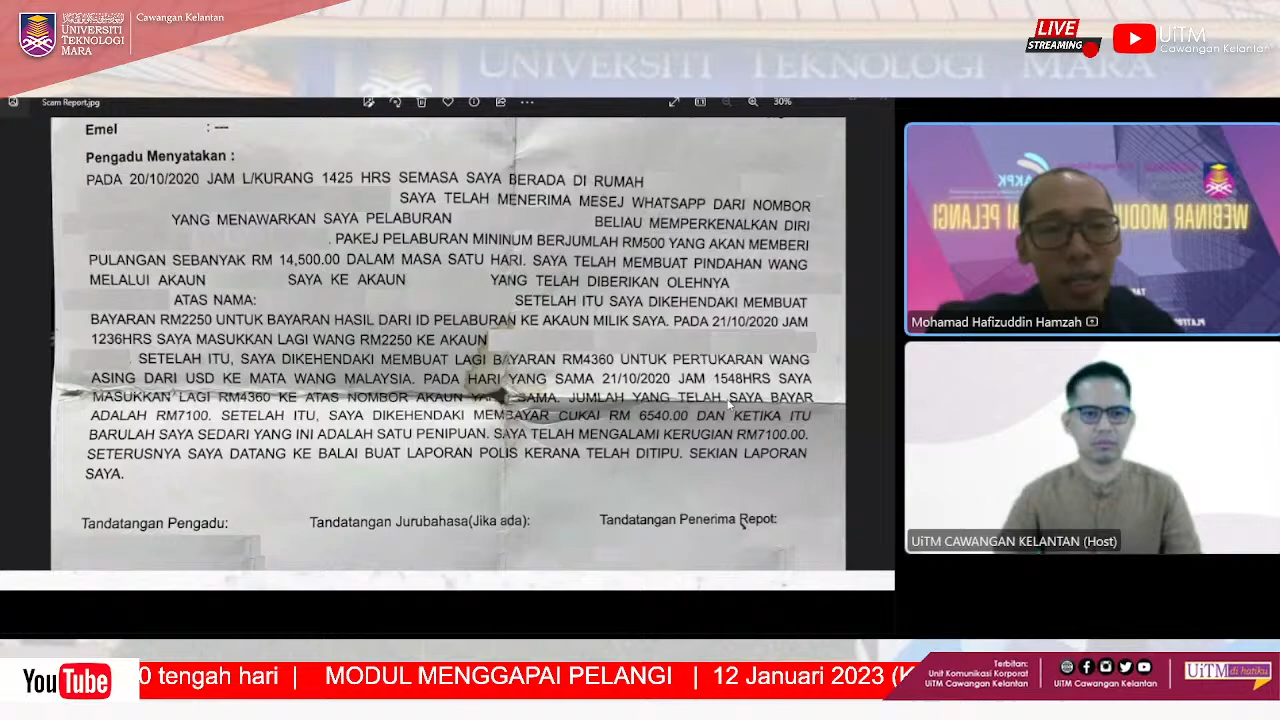 UNIVERSITI
TEKNOLOGI
MARA
Cawangan Kelantan
LIVE
STREAMING
UiTM
Cawangan Kelantan
UNIVERSITI TEKNOLOGI MARA
Scam Report.jpg
30%
Emel : ---
Pengadu Menyatakan :
PADA 20/10/2020 JAM L/KURANG 1425 HRS SEMASA SAYA BERADA DI RUMAH
SAYA TELAH MENERIMA MESEJ WHATSAPP DARI NOMBOR
YANG MENAWARKAN SAYA PELABURAN BELIAU MEMPERKENALKAN DIRI
. PAKEJ PELABURAN MININUM BERJUMLAH RM500 YANG AKAN MEMBERI
PULANGAN SEBANYAK RM 14,500.00 DALAM MASA SATU HARI. SAYA TELAH MEMBUAT PINDAHAN WANG
MELALUI AKAUN SAYA KE AKAUN YANG TELAH DIBERIKAN OLEHNYA
ATAS NAMA: SETELAH ITU SAYA DIKEHENDAKI MEMBUAT
BAYARAN RM2250 UNTUK BAYARAN HASIL DARI ID PELABURAN KE AKAUN MILIK SAYA. PADA 21/10/2020 JAM
1236HRS SAYA MASUKKAN LAGI WANG RM2250 KE AKAUN
. SETELAH ITU, SAYA DIKEHENDAKI MEMBUAT LAGI BAYARAN RM4360 UNTUK PERTUKARAN WANG
ASING DARI USD KE MATA WANG MALAYSIA. PADA HARI YANG SAMA 21/10/2020 JAM 1548HRS SAYA
MASUKKAN LAGI RM4360 KE ATAS NOMBOR AKAUN YANG SAMA. JUMLAH YANG TELAH SAYA BAYAR
ADALAH RM7100. SETELAH ITU, SAYA DIKEHENDAKI MEMBAYAR CUKAI RM 6540.00 DAN KETIKA ITU
BARULAH SAYA SEDARI YANG INI ADALAH SATU PENIPUAN. SAYA TELAH MENGALAMI KERUGIAN RM7100.00.
SETERUSNYA SAYA DATANG KE BALAI BUAT LAPORAN POLIS KERANA TELAH DITIPU. SEKIAN LAPORAN
SAYA.
Tandatangan Pengadu: Tandatangan Jurubahasa(Jika ada): Tandatangan Penerima Repot:
AKPK
Mohamad Hafizuddin Hamzah
UiTM CAWANGAN KELANTAN (Host)
YouTube
0 tengah hari | MODUL MENGGAPAI PELANGI | 12 Januari 2023 (K
Terbitan:
Unit Komunikasi Korporat
UiTM Cawangan Kelantan
UiTM Cawangan Kelantan
UiTM di hatiku